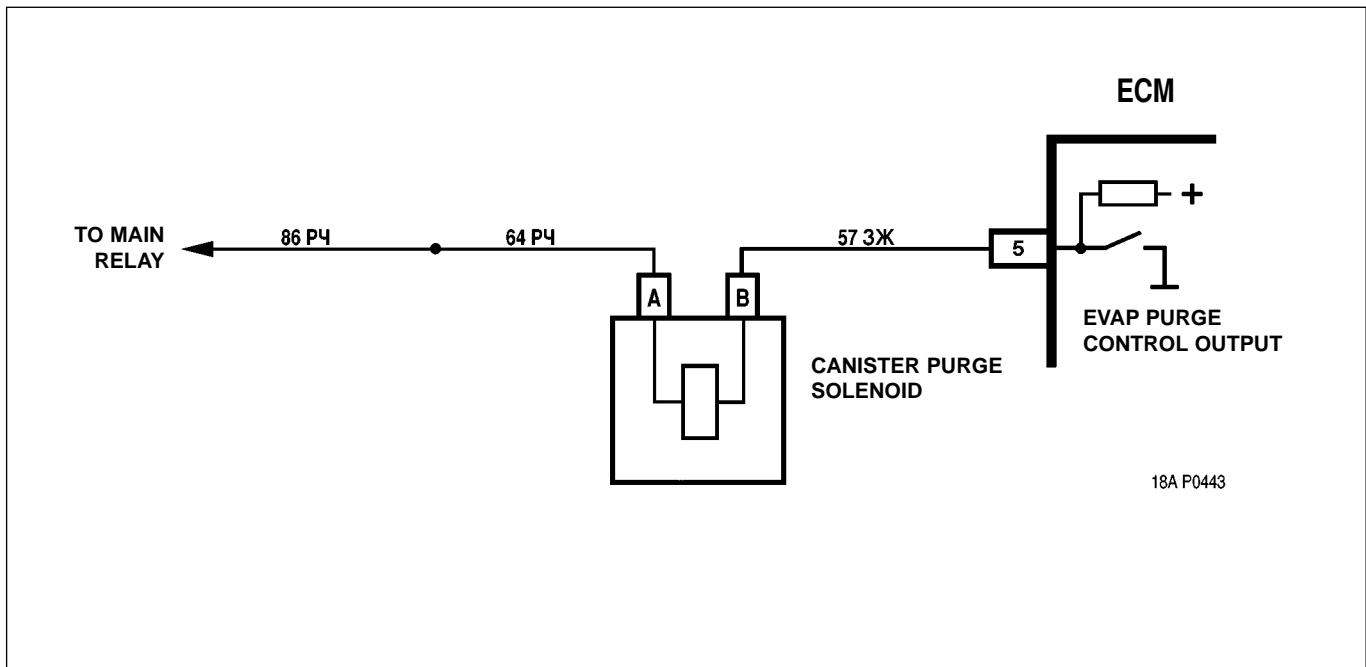 ECM
TO MAIN
RELAY
86 РЧ
64 РЧ
57 ЗЖ
5
+
A
B
EVAP PURGE
CONTROL OUTPUT
CANISTER PURGE
SOLENOID
18A P0443